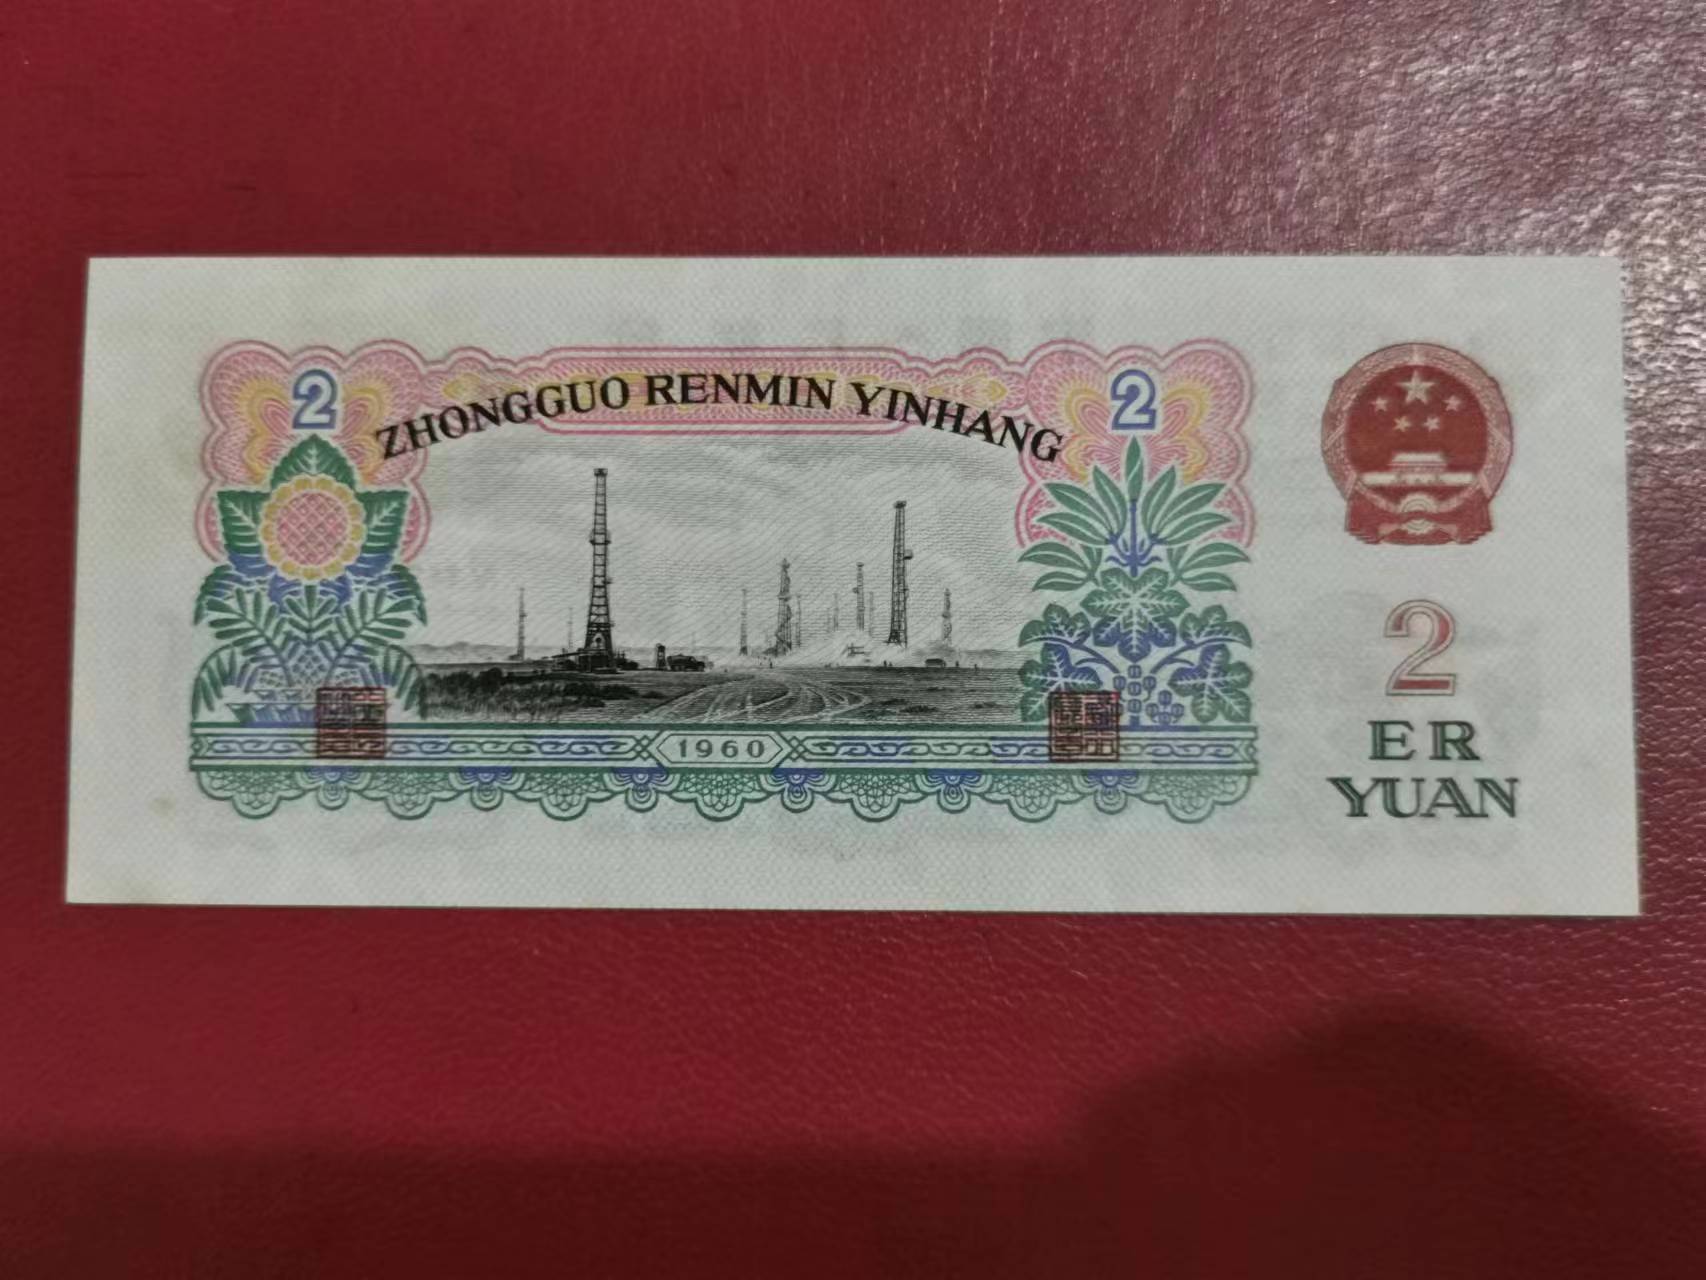 2
2
ZHONGGUO RENMIN YINHANG
1960
2
ER
YUAN